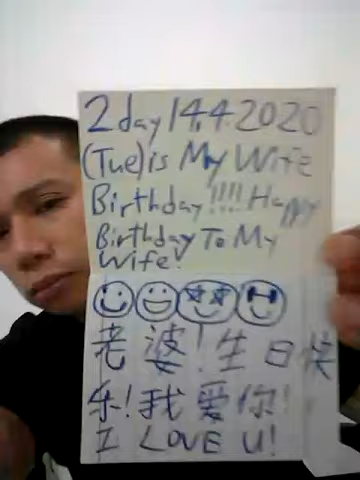 2day 14.4.2020
(Tue) is My Wife
Birthday!!!! Happy
Birthday To My
Wife!
老婆!生日快
乐!我爱你!
I LOVE U!